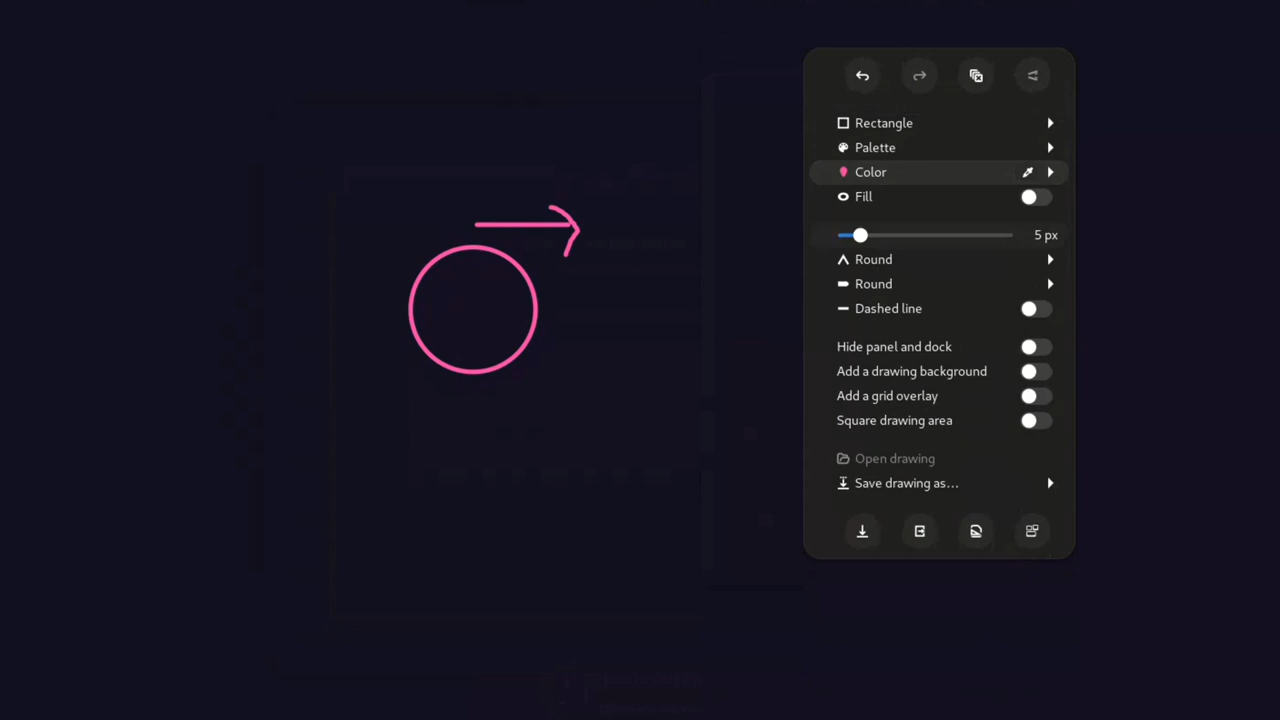 Rectangle
Palette
Color
Fill
5 px
Round
Round
Dashed line
Hide panel and dock
Add a drawing background
Add a grid overlay
Square drawing area
Open drawing
Save drawing as...